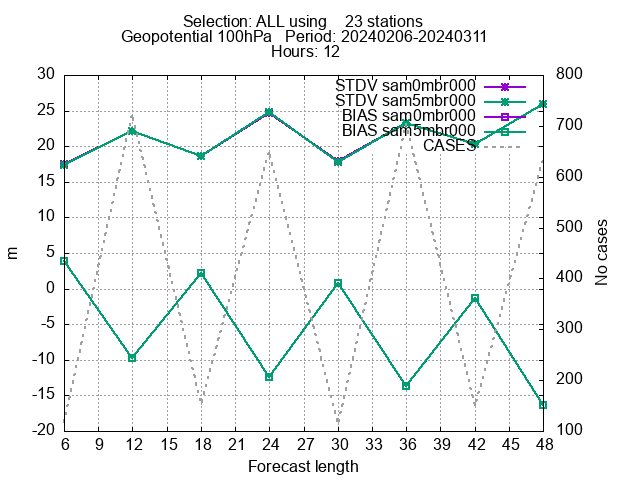 Selection: ALL using    23 stations
Geopotential 100hPa   Period: 20240206-20240311
Hours: 12
30
25
20
15
10
5
0
-5
-10
-15
-20
m
800
700
600
500
400
300
200
100
No cases
STDV sam0mbr000
STDV sam5mbr000
BIAS sam0mbr000
BIAS sam5mbr000
CASES
6 9 12 15 18 21 24 27 30 33 36 39 42 45 48
Forecast length